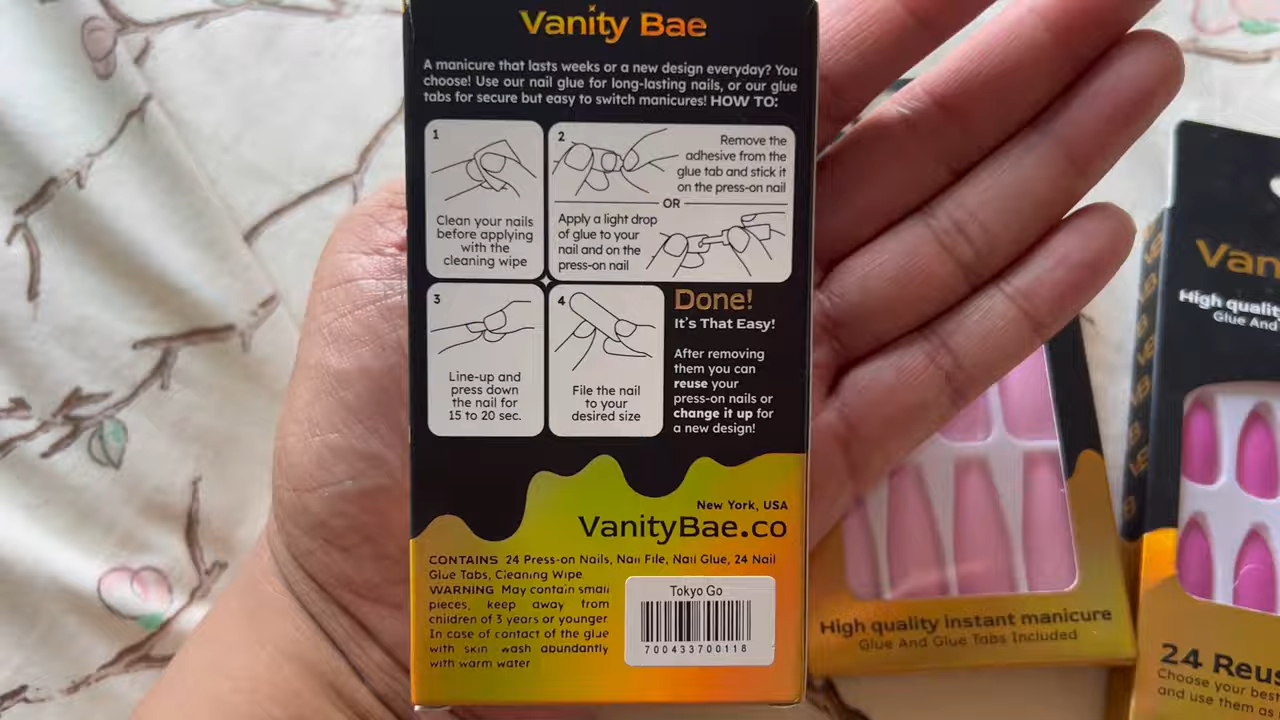 Vanity Bae
A manicure that lasts weeks or a new design everyday? You
choose! Use our nail glue for long-lasting nails, or our glue
tabs for secure but easy to switch manicures! HOW TO:
1
Clean your nails
before applying
with the
cleaning wipe
2
Remove the
adhesive from the
glue tab and stick it
on the press-on nail
OR
Apply a light drop
of glue to your
nail and on the
press-on nail
3
Line-up and
press down
the nail for
15 to 20 sec.
4
File the nail
to your
desired size
Done!
It's That Easy!
After removing
them you can
reuse your
press-on nails or
change it up for
a new design!
New York, USA
VanityBae.co
CONTAINS 24 Press-on Nails, Nail File, Nail Glue, 24 Nail
Glue Tabs, Cleaning Wipe
WARNING May contain small
pieces, keep away from
children of 3 years or younger
In case of contact of the glue
with skin wash abundantly
with warm water
Tokyo Go
700433700118
High quality instant manicure
Glue And Glue Tabs Included
Van
High quality
Glue And
24 Reus
Choose your best
and use them as